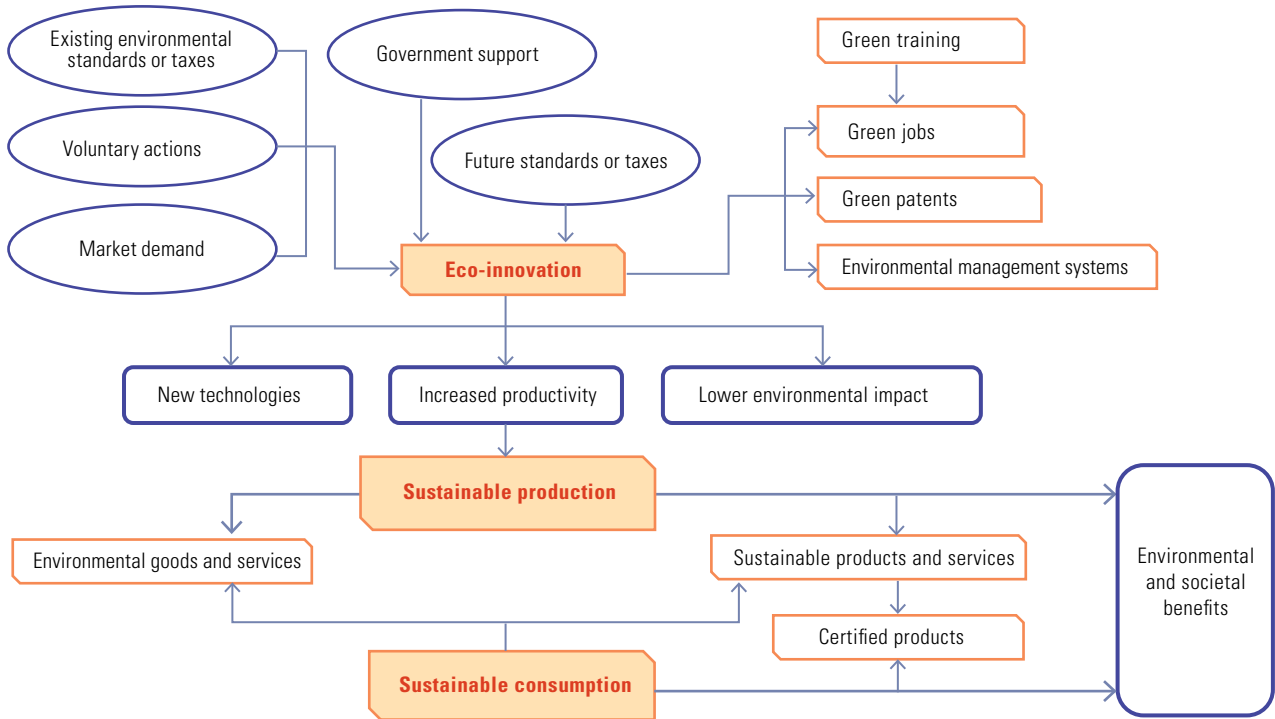 Existing environmental
standards or taxes
Government support
Green training
Voluntary actions
Future standards or taxes
Green jobs
Green patents
Market demand
Eco-innovation
Environmental management systems
New technologies
Increased productivity
Lower environmental impact
Sustainable production
Environmental goods and services
Sustainable products and services
Environmental
and societal
benefits
Certified products
Sustainable consumption